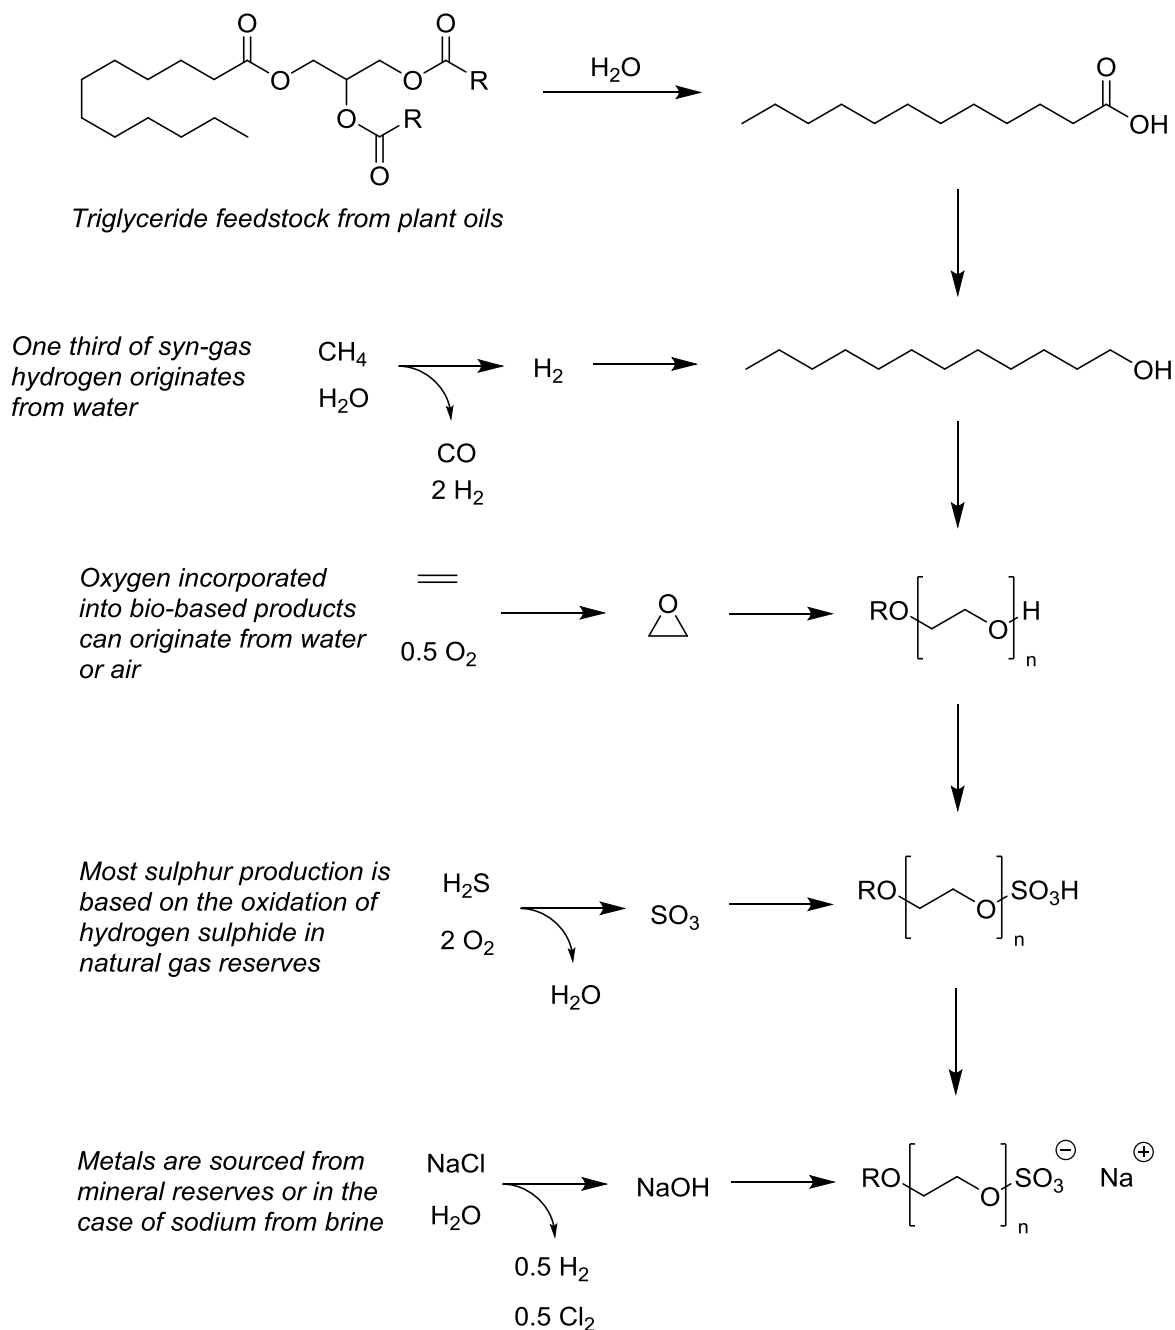 O
O
O
O
R
O
R
O
H₂O
O
OH
Triglyceride feedstock from plant oils
One third of syn-gas
hydrogen originates
from water
CH₄
H₂O
H₂
CO
2 H₂
OH
Oxygen incorporated
into bio-based products
can originate from water
or air
0.5 O₂
O
RO
O
H
n
Most sulphur production is
based on the oxidation of
hydrogen sulphide in
natural gas reserves
H₂S
2 O₂
H₂O
SO₃
RO
O
SO₃H
n
Metals are sourced from
mineral reserves or in the
case of sodium from brine
NaCl
H₂O
0.5 H₂
0.5 Cl₂
NaOH
RO
O
SO₃⊖
n
Na⊕